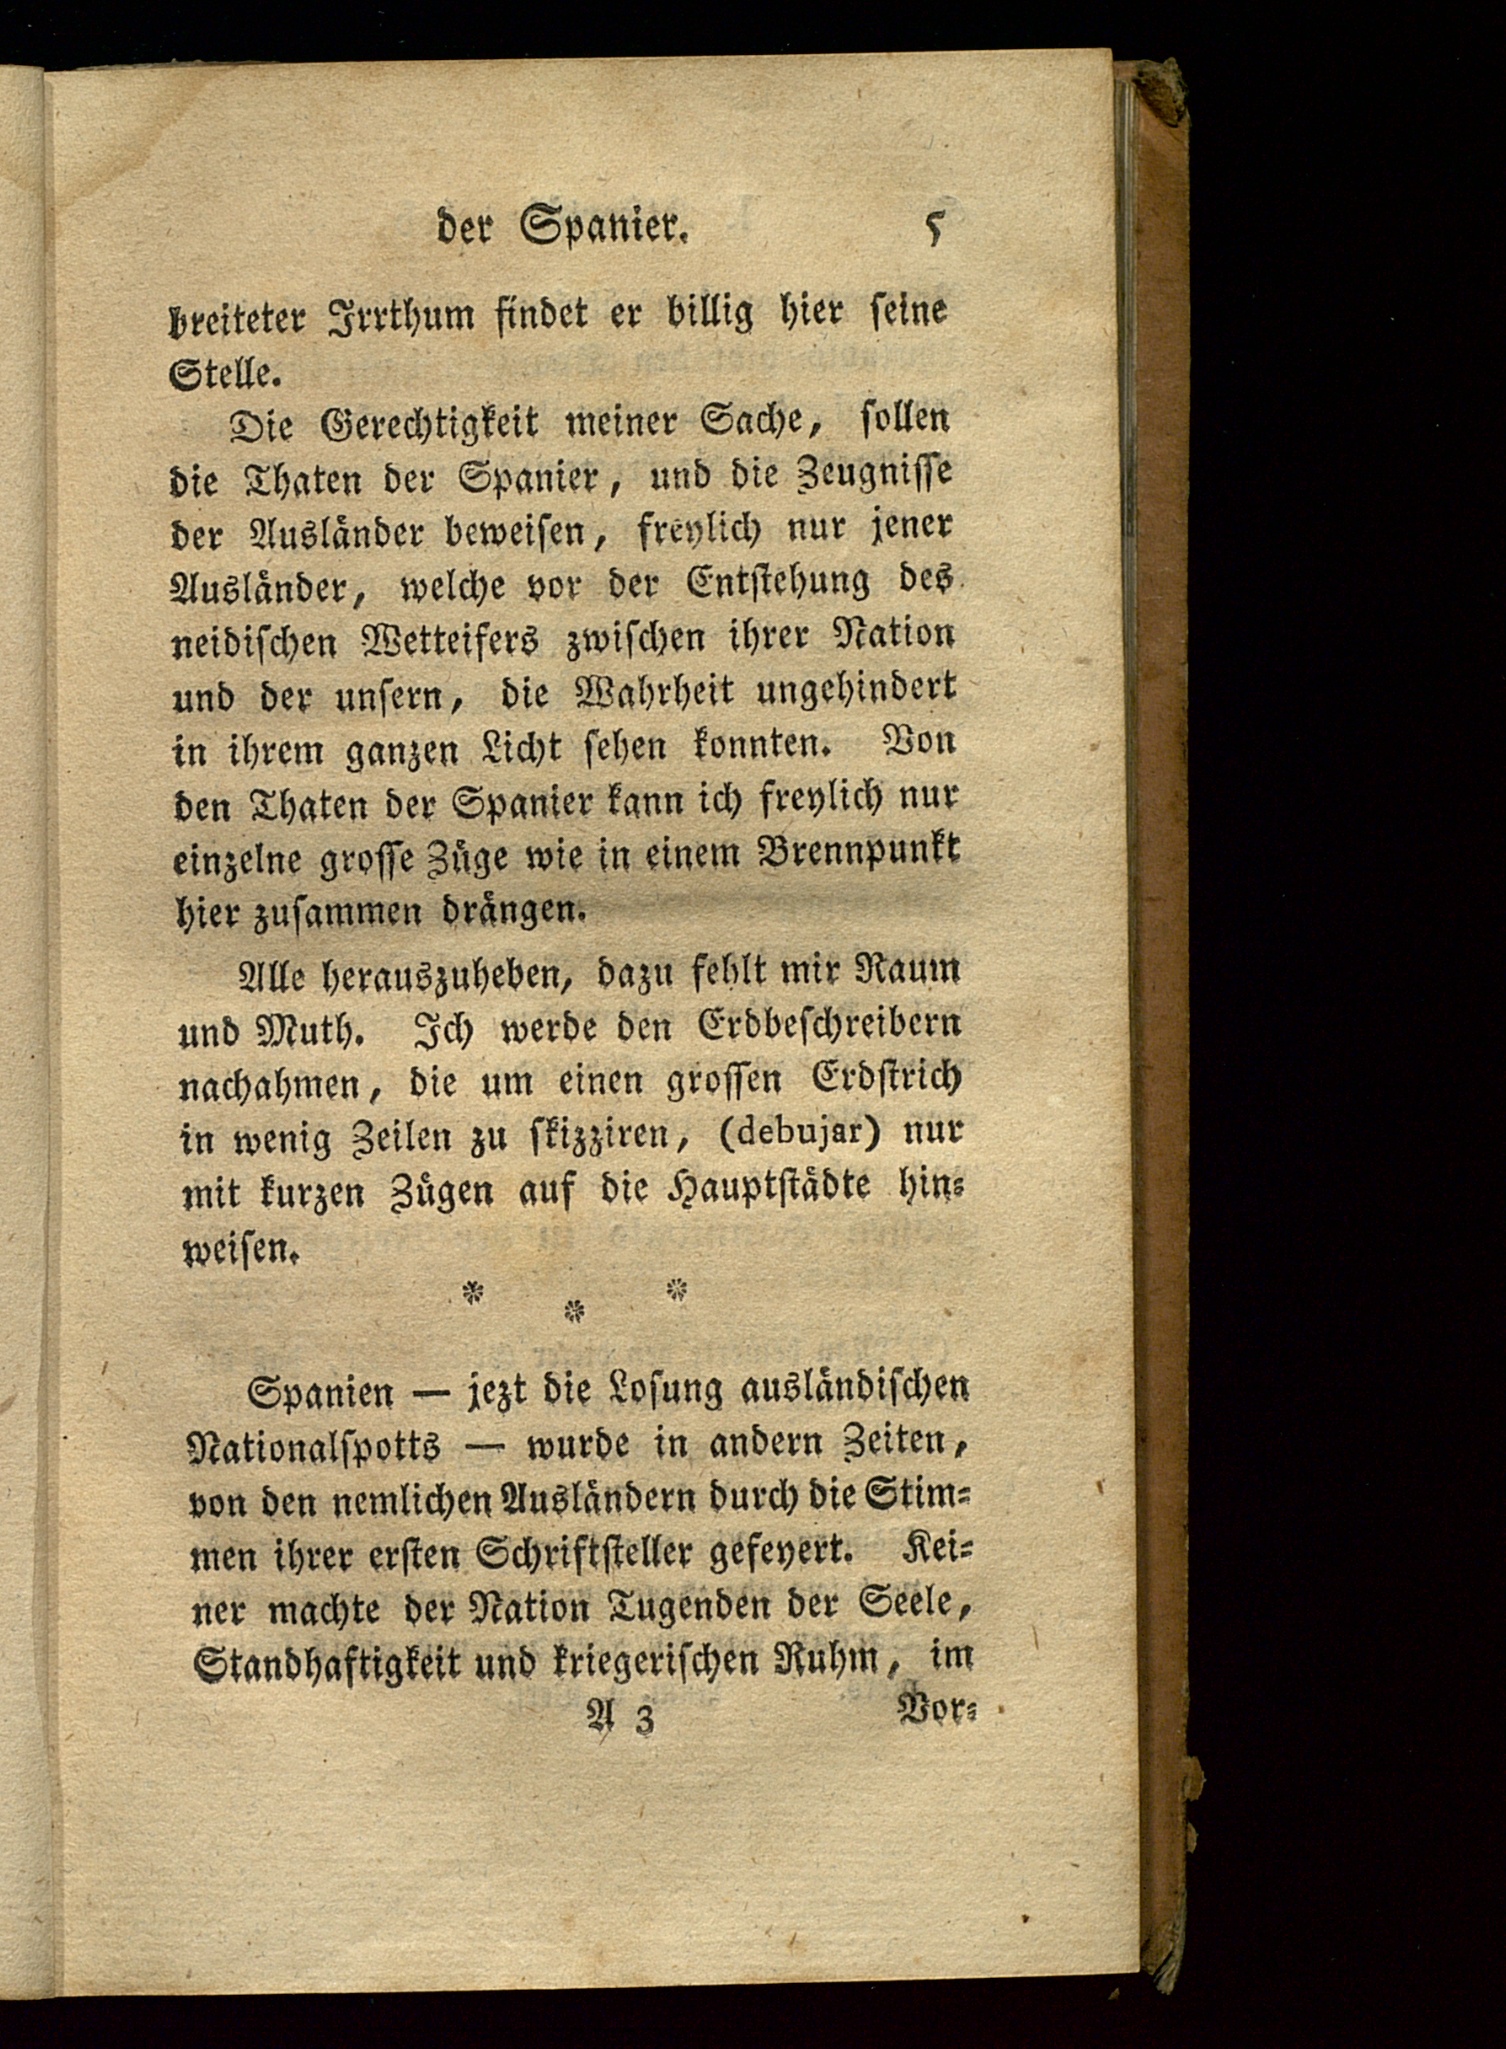 der Spanier. 5
breiteter Irrthum findet er billig hier seine
Stelle.
Die Gerechtigkeit meiner Sache, sollen
die Thaten der Spanier, und die Zeugnisse
der Ausländer beweisen, freylich nur jener
Ausländer, welche vor der Entstehung des
neidischen Wetteifers zwischen ihrer Nation
und der unsern, die Wahrheit ungehindert
in ihrem ganzen Licht sehen konnten. Von
den Thaten der Spanier kann ich freylich nur
einzelne grosse Züge wie in einem Brennpunkt
hier zusammen drängen.
Alle herauszuheben, dazu fehlt mir Raum
und Muth. Ich werde den Erdbeschreibern
nachahmen, die um einen grossen Erdstrich
in wenig Zeilen zu skizziren, (debujar) nur
mit kurzen Zügen auf die Hauptstädte hin-
weisen.
* * *
Spanien — jezt die Losung ausländischen
Nationalspotts — wurde in andern Zeiten,
von den nemlichen Ausländern durch die Stim-
men ihrer ersten Schriftsteller gefeyert. Kei-
ner machte der Nation Tugenden der Seele,
Standhaftigkeit und kriegerischen Ruhm, im
A 3 Vor-